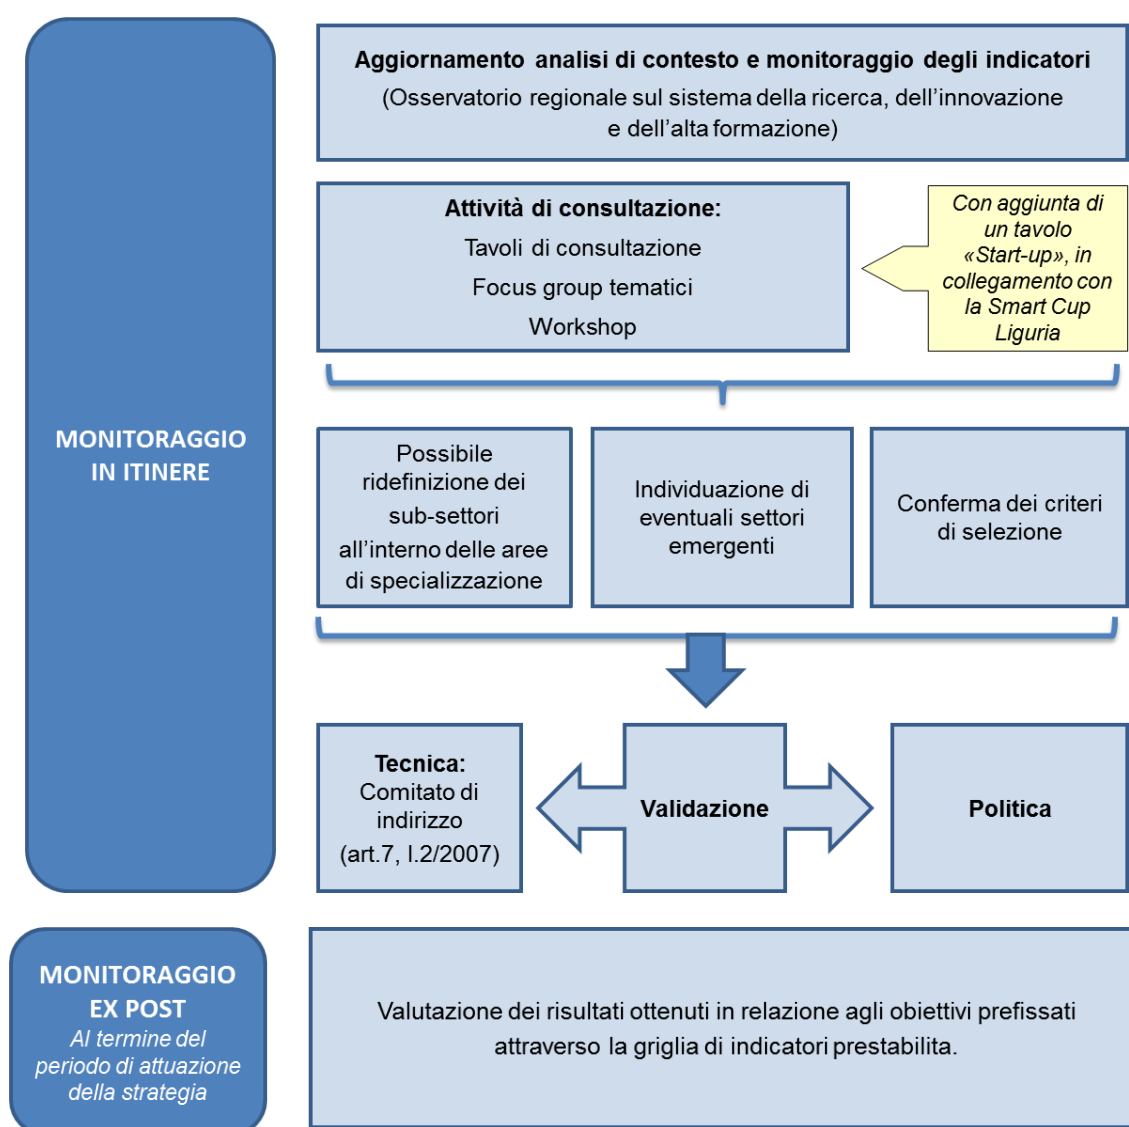 MONITORAGGIO
IN ITINERE
Aggiornamento analisi di contesto e monitoraggio degli indicatori
(Osservatorio regionale sul sistema della ricerca, dell'innovazione
e dell'alta formazione)
Attività di consultazione:
Tavoli di consultazione
Focus group tematici
Workshop
Con aggiunta di
un tavolo
«Start-up», in
collegamento con
la Smart Cup
Liguria
Possibile
ridefinizione dei
sub-settori
all'interno delle aree
di specializzazione
Individuazione di
eventuali settori
emergenti
Conferma dei criteri
di selezione
Tecnica:
Comitato di
indirizzo
(art.7, l.2/2007)
Validazione
Politica
MONITORAGGIO
EX POST
Al termine del
periodo di attuazione
della strategia
Valutazione dei risultati ottenuti in relazione agli obiettivi prefissati
attraverso la griglia di indicatori prestabilita.